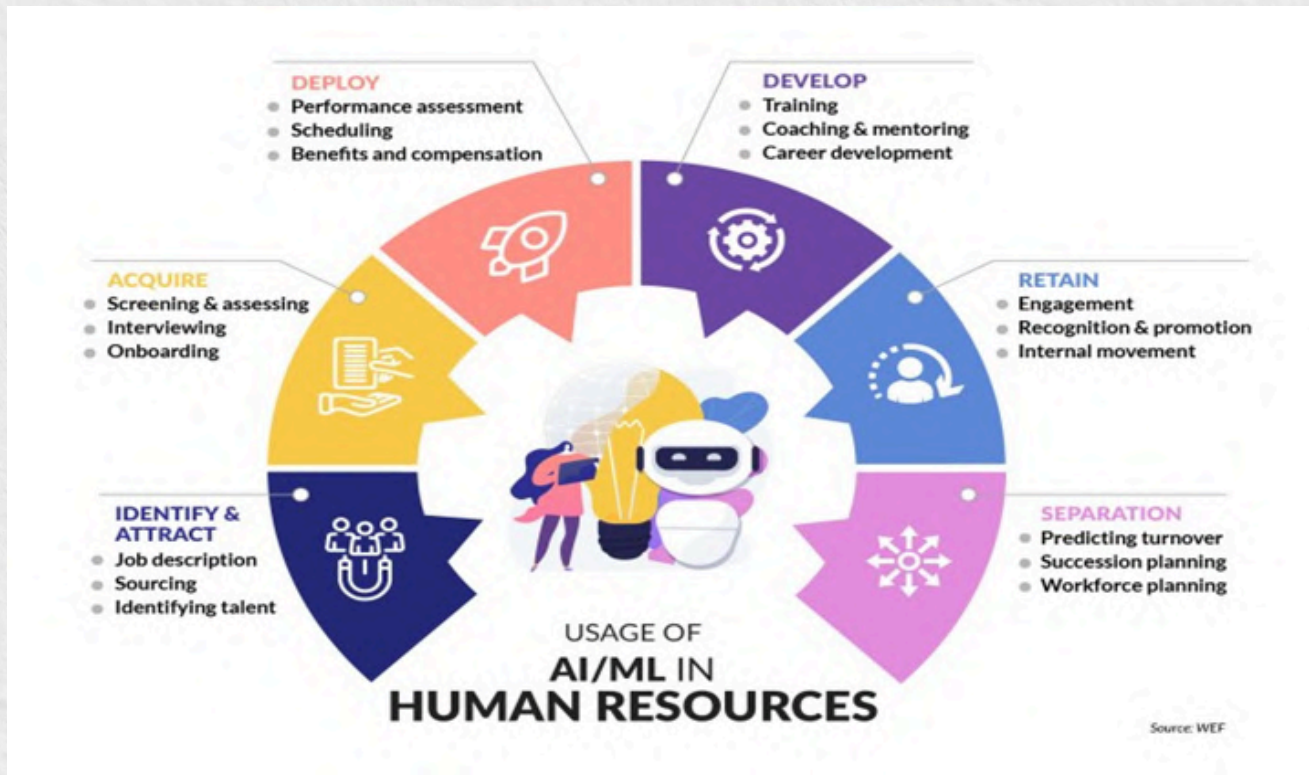 DEPLOY
Performance assessment
Scheduling
Benefits and compensation
DEVELOP
Training
Coaching & mentoring
Career development
ACQUIRE
Screening & assessing
Interviewing
Onboarding
RETAIN
Engagement
Recognition & promotion
Internal movement
IDENTIFY &
ATTRACT
Job description
Sourcing
Identifying talent
SEPARATION
Predicting turnover
Succession planning
Workforce planning
USAGE OF
AI/ML IN
HUMAN RESOURCES
Source: WEF